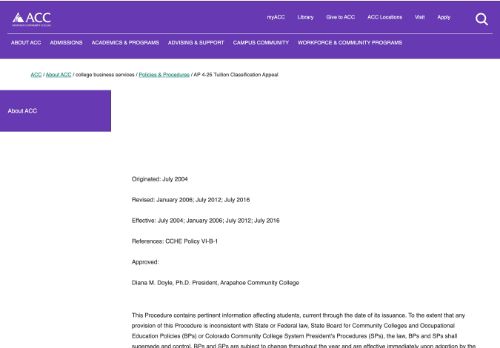 ACC
ARAPAHOE COMMUNITY COLLEGE
myACC Library Give to ACC ACC Locations Visit Apply
ABOUT ACC ADMISSIONS ACADEMICS & PROGRAMS ADVISING & SUPPORT CAMPUS COMMUNITY WORKFORCE & COMMUNITY PROGRAMS
ACC / About ACC / college business services / Policies & Procedures / AP 4-25 Tuition Classification Appeal
About ACC
Originated: July 2004
Revised: January 2006; July 2012; July 2016
Effective: July 2004; January 2006; July 2012; July 2016
References: CCHE Policy VI-B-1
Approved:
Diana M. Doyle, Ph.D. President, Arapahoe Community College
This Procedure contains pertinent information affecting students, current through the date of its issuance. To the extent that any
provision of this Procedure is inconsistent with State or Federal law, State Board for Community Colleges and Occupational
Education Policies (BPs) or Colorado Community College System President's Procedures (SPs), the law, BPs and SPs shall
supersede and control. BPs and SPs are subject to change throughout the year and are effective immediately upon adoption by the